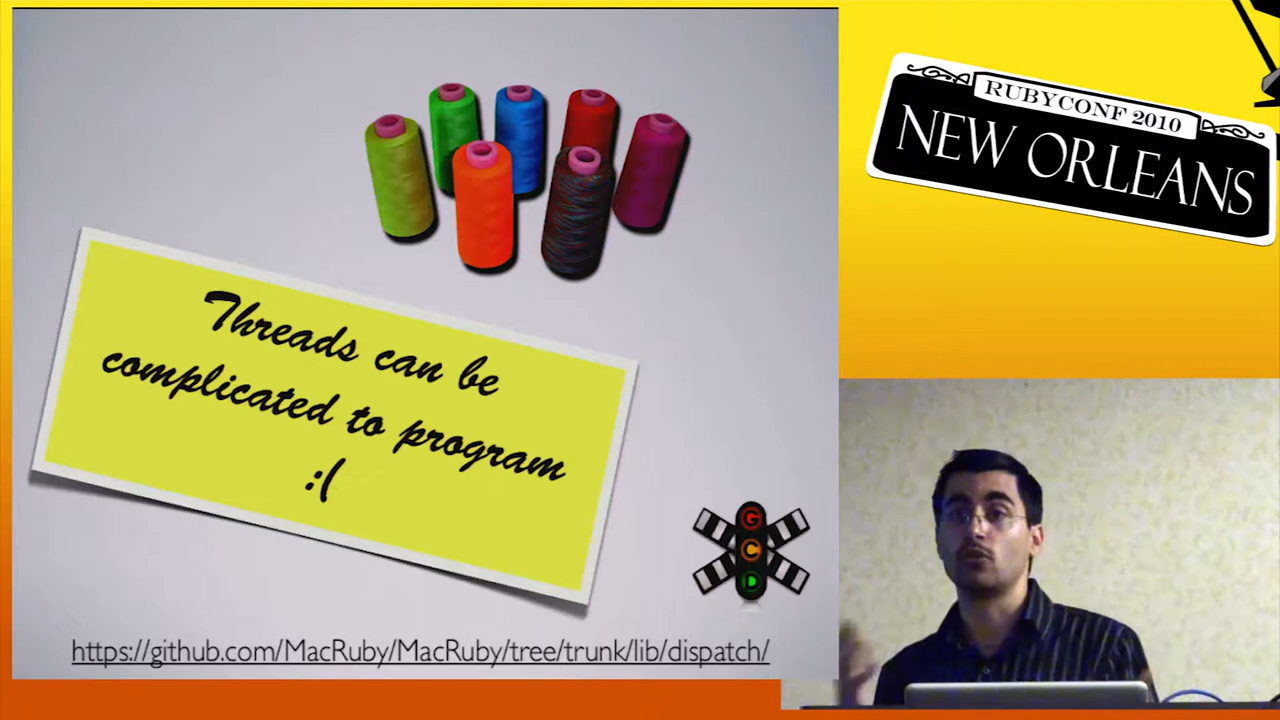 RUBYCONF 2010
NEW ORLEANS
Threads can be
complicated to program
:(
G
C
D
https://github.com/MacRuby/MacRuby/tree/trunk/lib/dispatch/